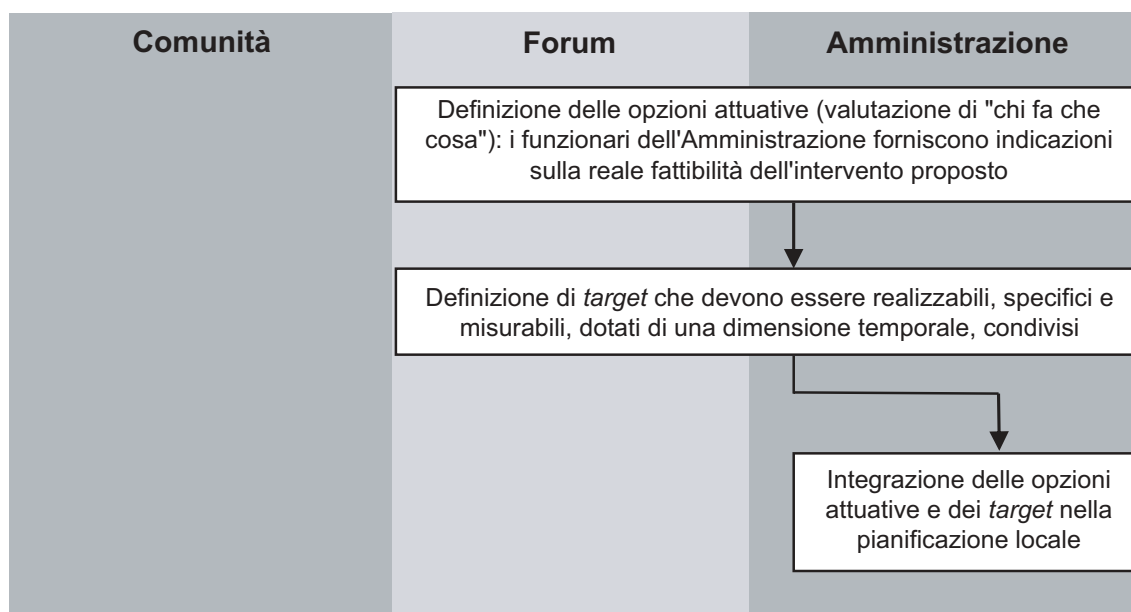 Comunità
Forum
Amministrazione
Definizione delle opzioni attuative (valutazione di "chi fa che
cosa"): i funzionari dell'Amministrazione forniscono indicazioni
sulla reale fattibilità dell'intervento proposto
Definizione di target che devono essere realizzabili, specifici e
misurabili, dotati di una dimensione temporale, condivisi
Integrazione delle opzioni
attuative e dei target nella
pianificazione locale